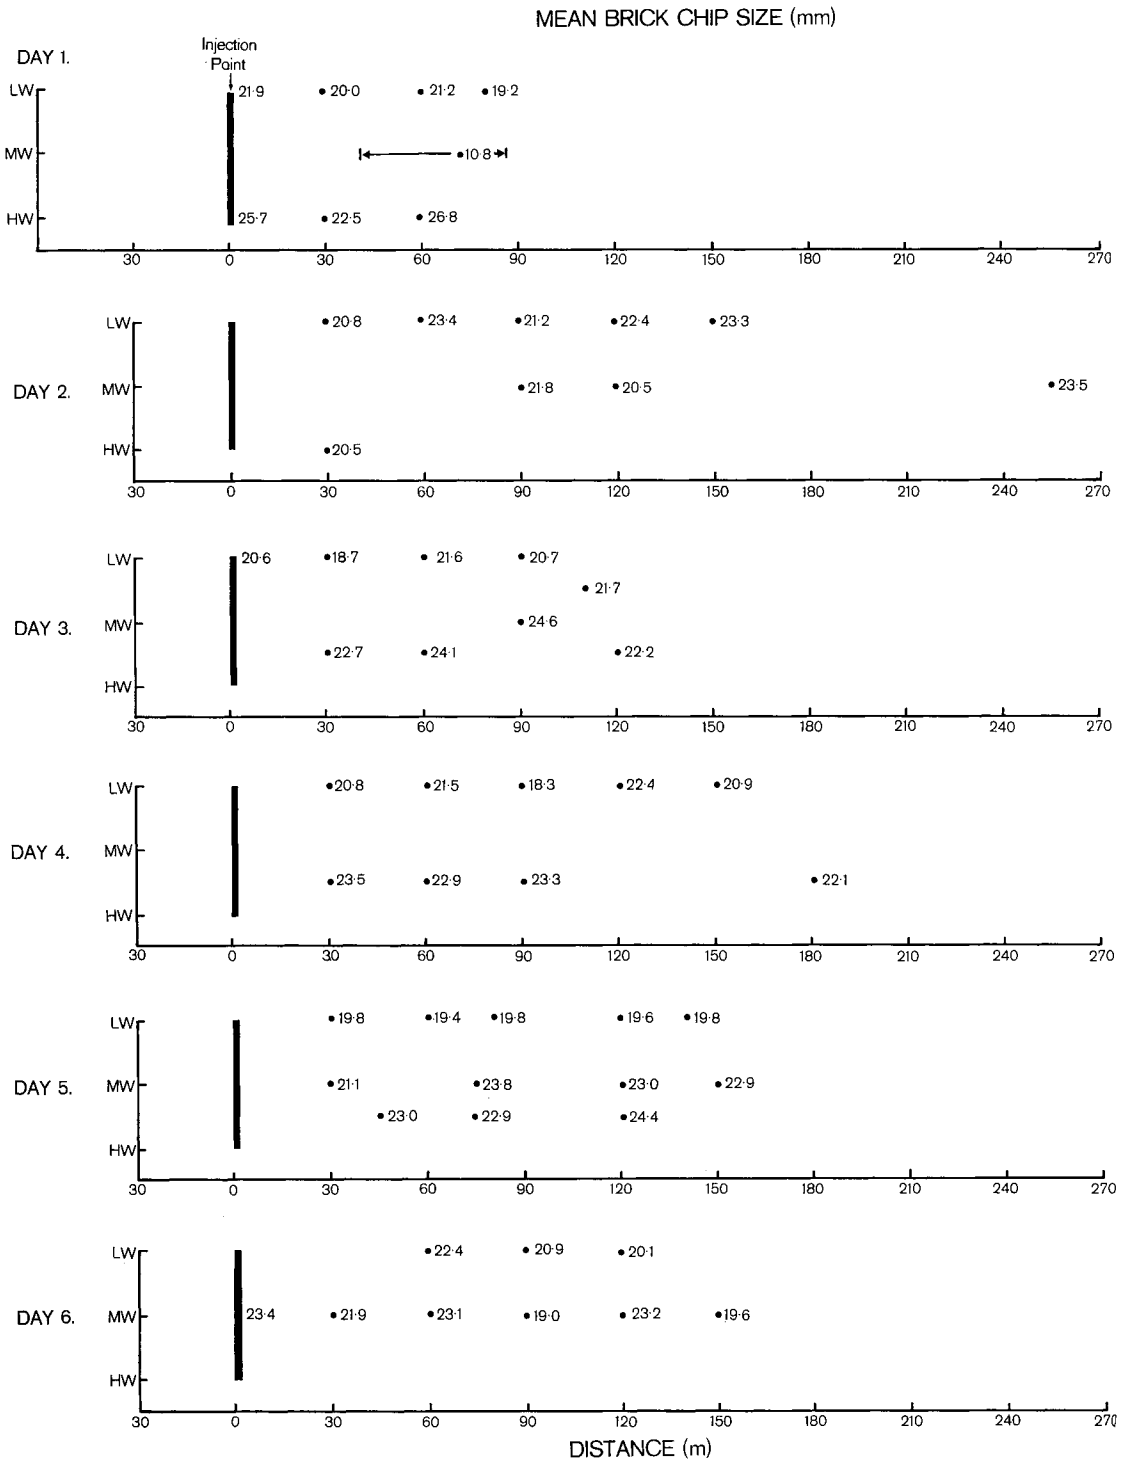 MEAN BRICK CHIP SIZE (mm)
DAY 1.
Injection
Point
LW 21·9 20·0 21·2 19·2
MW 10·8
HW 25·7 22·5 26·8
30 0 30 60 90 120 150 180 210 240 270
LW 20·8 23·4 21·2 22·4 23·3
DAY 2. MW 21·8 20·5 23·5
HW 20·5
30 0 30 60 90 120 150 180 210 240 270
LW 20·6 18·7 21·6 20·7
21·7
DAY 3. MW 24·6
22·7 24·1 22·2
HW
30 0 30 60 90 120 150 180 210 240 270
LW 20·8 21·5 18·3 22·4 20·9
DAY 4. MW
23·5 22·9 23·3 22·1
HW
30 0 30 60 90 120 150 180 210 240 270
LW 19·8 19·4 19·8 19·6 19·8
DAY 5. MW 21·1 23·8 23·0 22·9
23·0 22·9 24·4
HW
30 0 30 60 90 120 150 180 210 240 270
LW 22·4 20·9 20·1
DAY 6. MW 23·4 21·9 23·1 19·0 23·2 19·6
HW
30 0 30 60 90 120 150 180 210 240 270
DISTANCE (m)